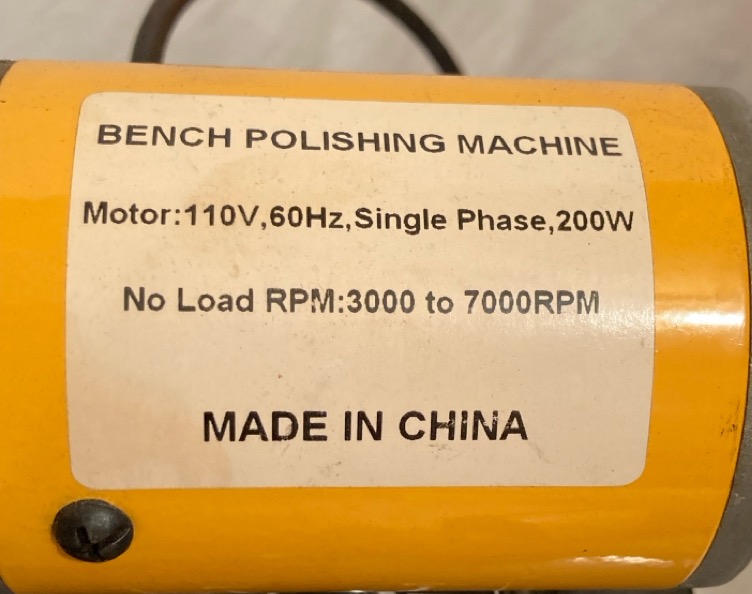 BENCH POLISHING MACHINE
Motor:110V,60Hz,Single Phase,200W
No Load RPM:3000 to 7000RPM
MADE IN CHINA